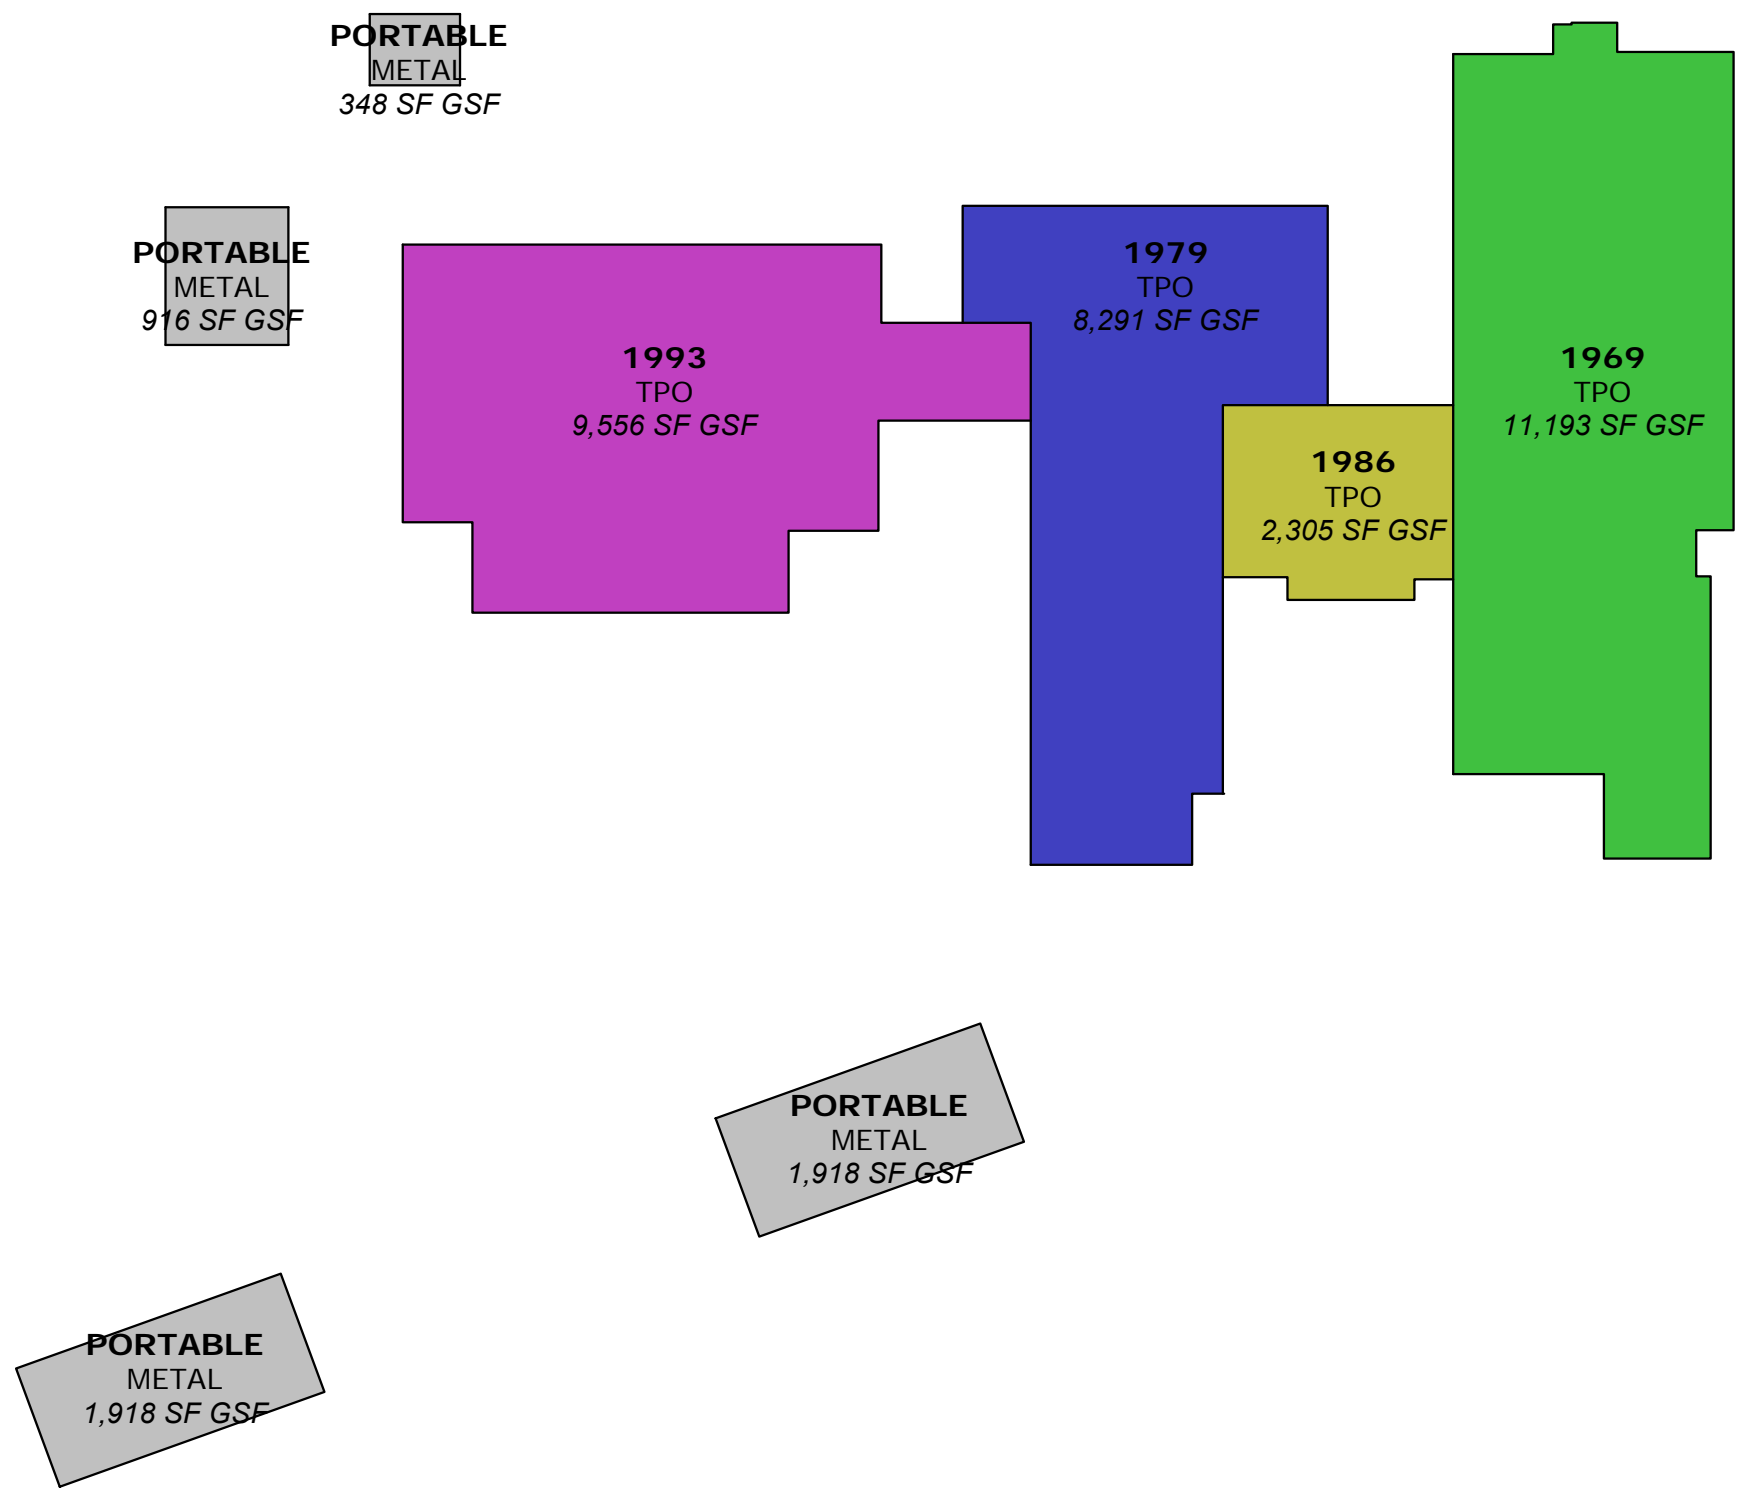 PORTABLE
METAL
348 SF GSF
PORTABLE
METAL
916 SF GSF
1993
TPO
9,556 SF GSF
1979
TPO
8,291 SF GSF
1986
TPO
2,305 SF GSF
1969
TPO
11,193 SF GSF
PORTABLE
METAL
1,918 SF GSF
PORTABLE
METAL
1,918 SF GSF